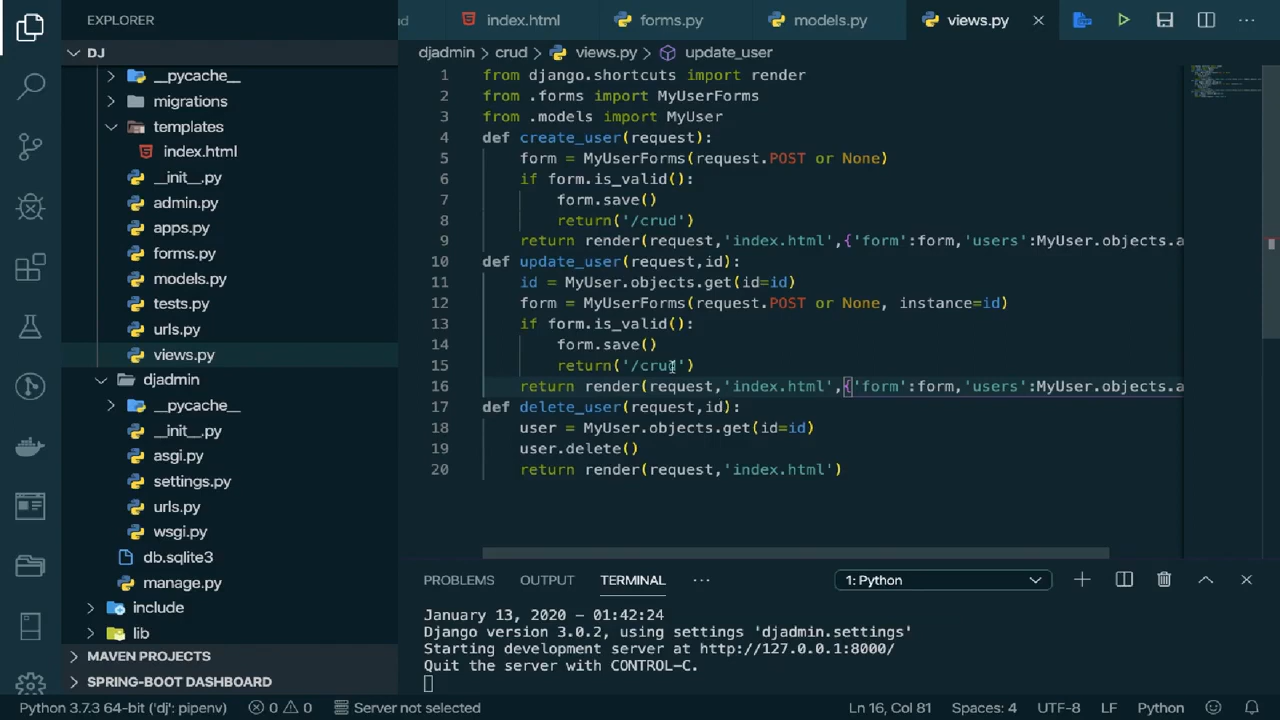 EXPLORER
DJ
__pycache__
migrations
templates
index.html
__init__.py
admin.py
apps.py
forms.py
models.py
tests.py
urls.py
views.py
djadmin
__pycache__
__init__.py
asgi.py
settings.py
urls.py
wsgi.py
db.sqlite3
manage.py
include
lib
MAVEN PROJECTS
SPRING-BOOT DASHBOARD
index.html forms.py models.py views.py
djadmin > crud > views.py > update_user
1 from django.shortcuts import render
2 from .forms import MyUserForms
3 from .models import MyUser
4 def create_user(request):
5 form = MyUserForms(request.POST or None)
6 if form.is_valid():
7 form.save()
8 return('/crud')
9 return render(request,'index.html',{'form':form,'users':MyUser.objects.a
10 def update_user(request,id):
11 id = MyUser.objects.get(id=id)
12 form = MyUserForms(request.POST or None, instance=id)
13 if form.is_valid():
14 form.save()
15 return('/crud')
16 return render(request,'index.html',{'form':form,'users':MyUser.objects.a
17 def delete_user(request,id):
18 user = MyUser.objects.get(id=id)
19 user.delete()
20 return render(request,'index.html')
PROBLEMS OUTPUT TERMINAL ··· 1: Python
January 13, 2020 - 01:42:24
Django version 3.0.2, using settings 'djadmin.settings'
Starting development server at http://127.0.0.1:8000/
Quit the server with CONTROL-C.
Python 3.7.3 64-bit ('dj': pipenv) 0 0 Server not selected Ln 16, Col 81 Spaces: 4 UTF-8 LF Python